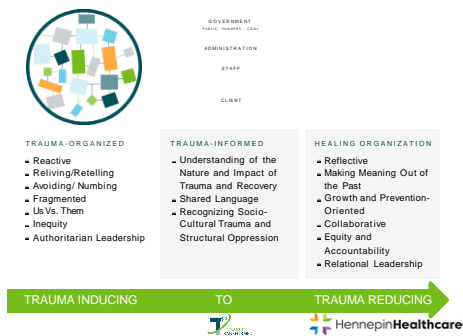 GOVERNMENT
PUBLIC FUNDERS
ADMINISTRATION
STAFF
CLIENT
TRAUMA-ORGANIZED
Reactive
Reliving/Retelling
Avoiding/ Numbing
Fragmented
Us Vs. Them
Inequity
Authoritarian Leadership
TRAUMA-INFORMED
Understanding of the
Nature and Impact of
Trauma and Recovery
Shared Language
Recognizing Socio-
Cultural Trauma and
Structural Oppression
HEALING ORGANIZATION
Reflective
Making Meaning Out of
the Past
Growth and Prevention-
Oriented
Collaborative
Equity and
Accountability
Relational Leadership
TRAUMA INDUCING
TO
TRAUMA REDUCING
HennepinHealthcare